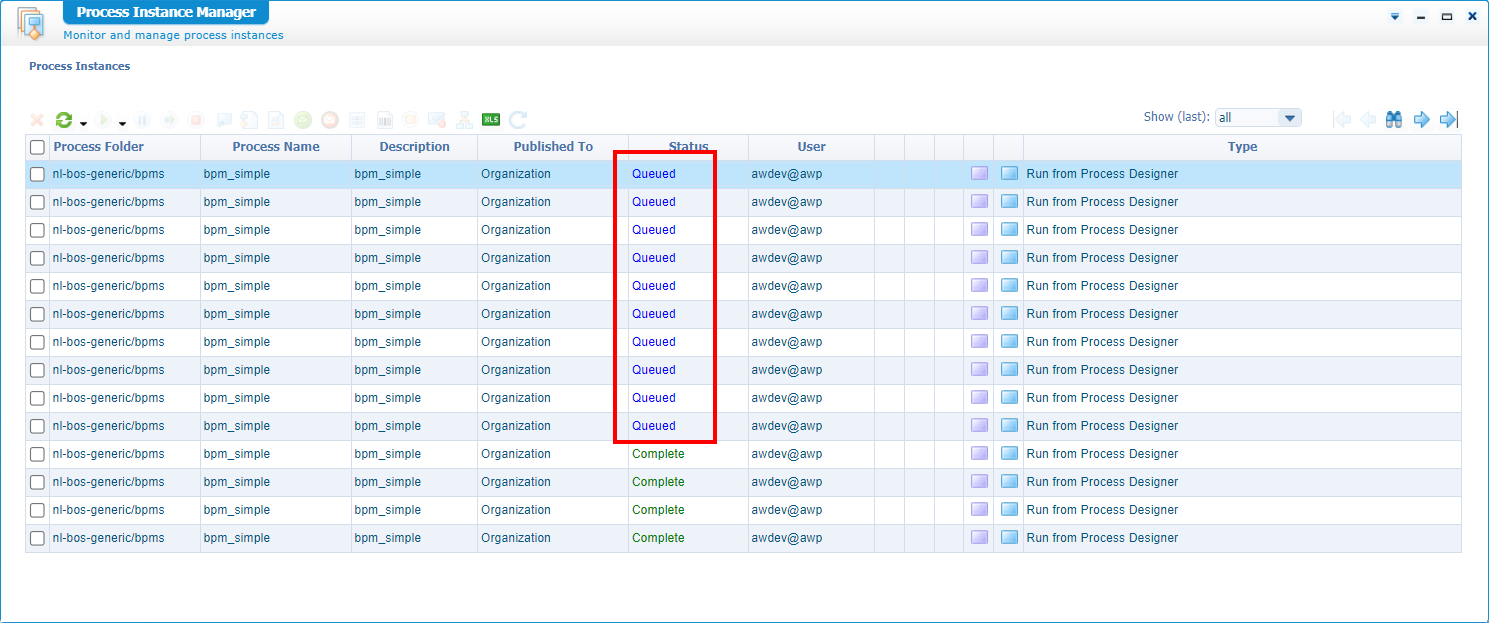 Process Instance Manager
Monitor and manage process instances
Process Instances
XLS Show (last): all
Process Folder Process Name Description Published To Status User Type
nl-bos-generic/bpms bpm_simple bpm_simple Organization Queued awdev@awp Run from Process Designer
nl-bos-generic/bpms bpm_simple bpm_simple Organization Queued awdev@awp Run from Process Designer
nl-bos-generic/bpms bpm_simple bpm_simple Organization Queued awdev@awp Run from Process Designer
nl-bos-generic/bpms bpm_simple bpm_simple Organization Queued awdev@awp Run from Process Designer
nl-bos-generic/bpms bpm_simple bpm_simple Organization Queued awdev@awp Run from Process Designer
nl-bos-generic/bpms bpm_simple bpm_simple Organization Queued awdev@awp Run from Process Designer
nl-bos-generic/bpms bpm_simple bpm_simple Organization Queued awdev@awp Run from Process Designer
nl-bos-generic/bpms bpm_simple bpm_simple Organization Queued awdev@awp Run from Process Designer
nl-bos-generic/bpms bpm_simple bpm_simple Organization Queued awdev@awp Run from Process Designer
nl-bos-generic/bpms bpm_simple bpm_simple Organization Queued awdev@awp Run from Process Designer
nl-bos-generic/bpms bpm_simple bpm_simple Organization Complete awdev@awp Run from Process Designer
nl-bos-generic/bpms bpm_simple bpm_simple Organization Complete awdev@awp Run from Process Designer
nl-bos-generic/bpms bpm_simple bpm_simple Organization Complete awdev@awp Run from Process Designer
nl-bos-generic/bpms bpm_simple bpm_simple Organization Complete awdev@awp Run from Process Designer